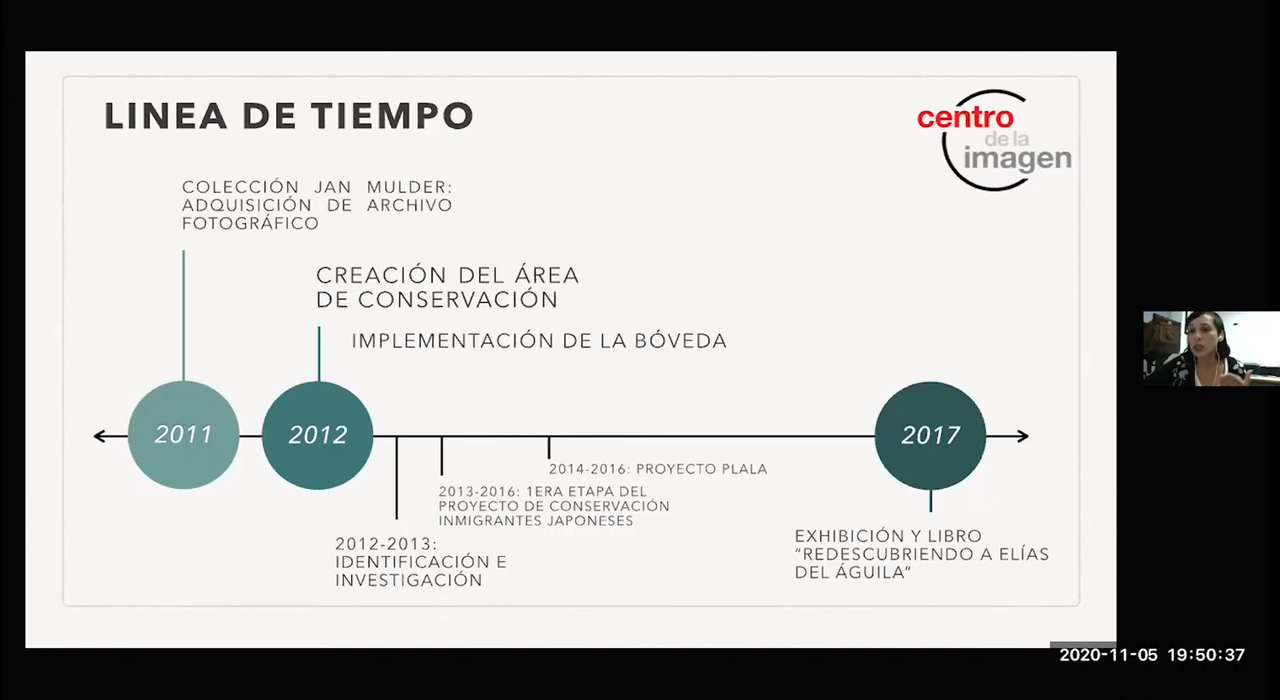 LINEA DE TIEMPO
centro
de la
imagen
COLECCIÓN JAN MULDER:
ADQUISICIÓN DE ARCHIVO
FOTOGRÁFICO
CREACIÓN DEL ÁREA
DE CONSERVACIÓN
IMPLEMENTACIÓN DE LA BÓVEDA
2011
2012
2017
2014-2016: PROYECTO PLALA
2013-2016: 1ERA ETAPA DEL
PROYECTO DE CONSERVACIÓN
INMIGRANTES JAPONESES
2012-2013:
IDENTIFICACIÓN E
INVESTIGACIÓN
EXHIBICIÓN Y LIBRO
“REDESCUBRIENDO A ELÍAS
DEL ÁGUILA”
2020-11-05 19:50:37